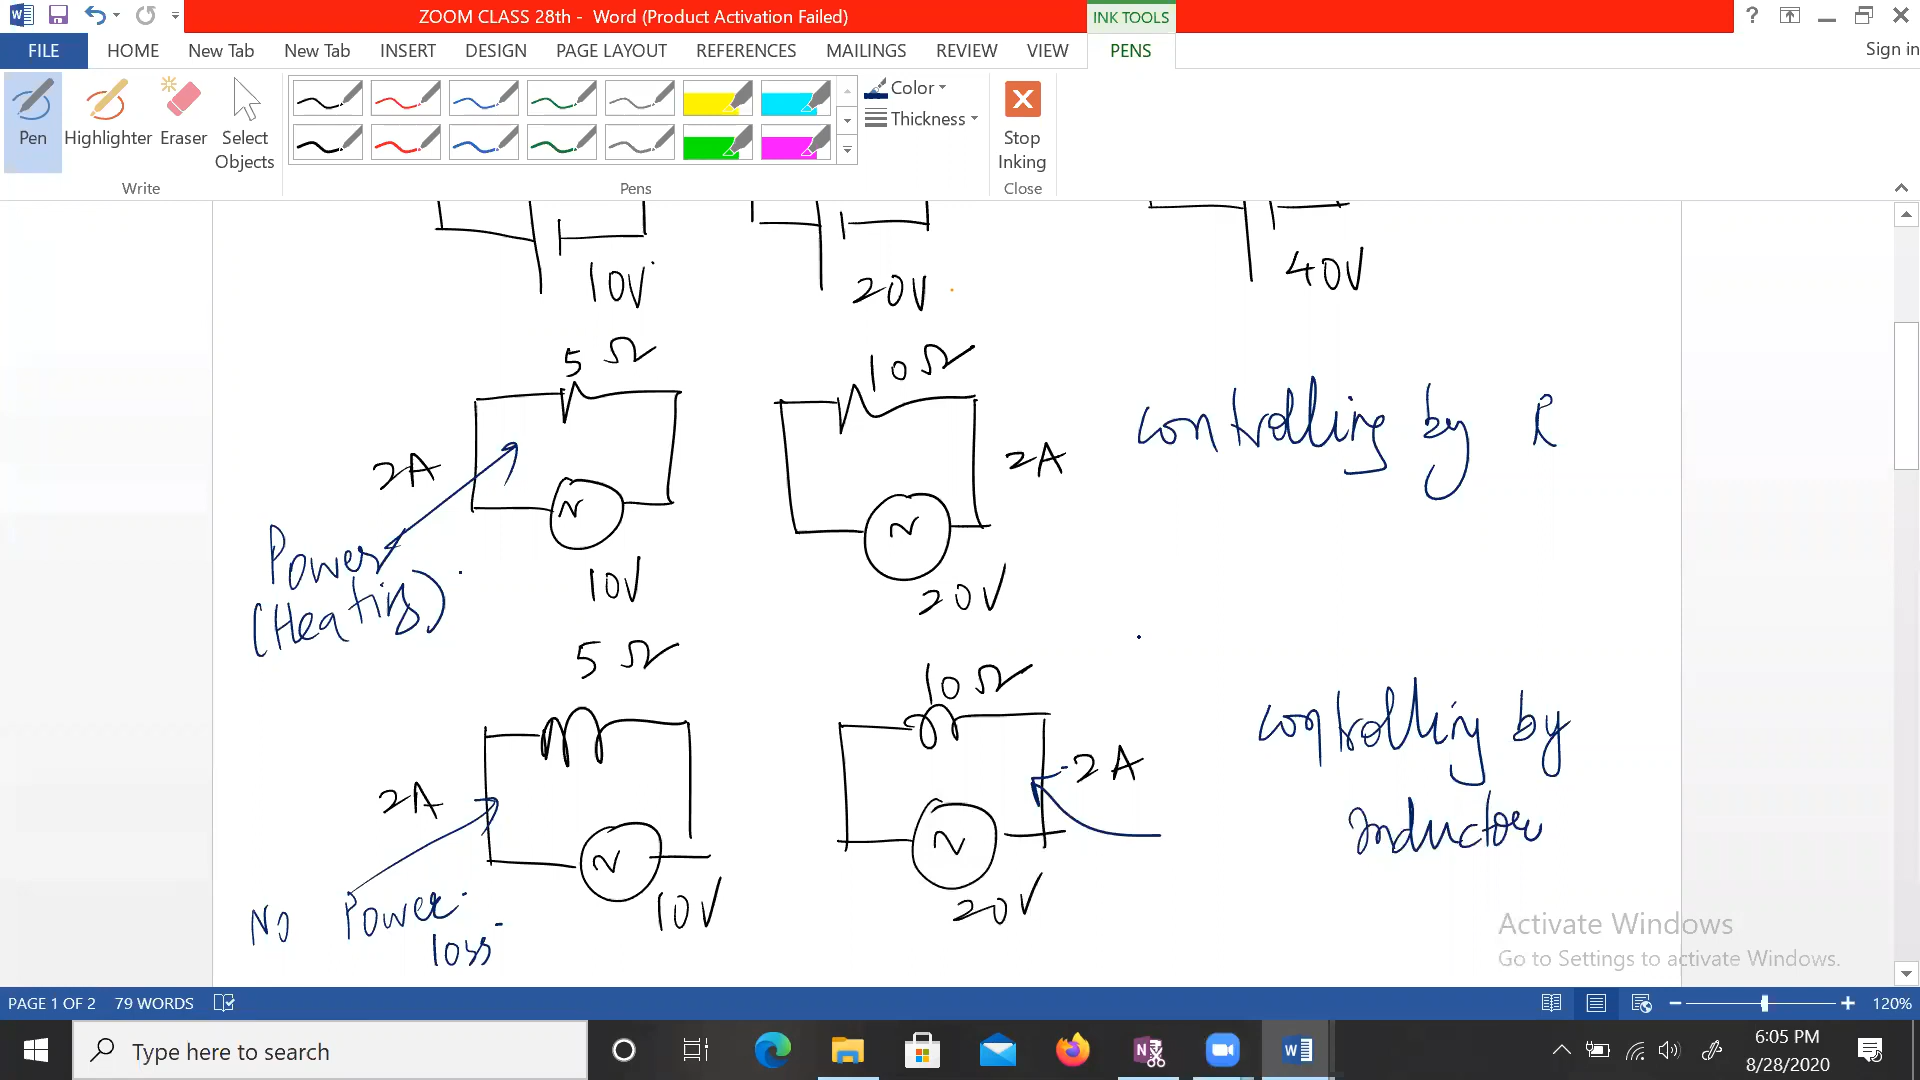 ZOOM CLASS 28th - Word (Product Activation Failed)
INK TOOLS
?
FILE HOME New Tab New Tab INSERT DESIGN PAGE LAYOUT REFERENCES MAILINGS REVIEW VIEW PENS
Sign in
Pen Highlighter Eraser Select Objects
Color
Thickness
Stop Inking
Write Pens Close
10V 20V 40V
5 Ω 10 Ω
controlling by R
2A 2A
N N
Power
(Heating)
10V 20V
5 Ω 10 Ω
controlling by
inductor
2A 2A
N N
10V 20V
No Power
loss
Activate Windows
Go to Settings to activate Windows.
PAGE 1 OF 2 79 WORDS
120%
Type here to search
N
W
6:05 PM
8/28/2020